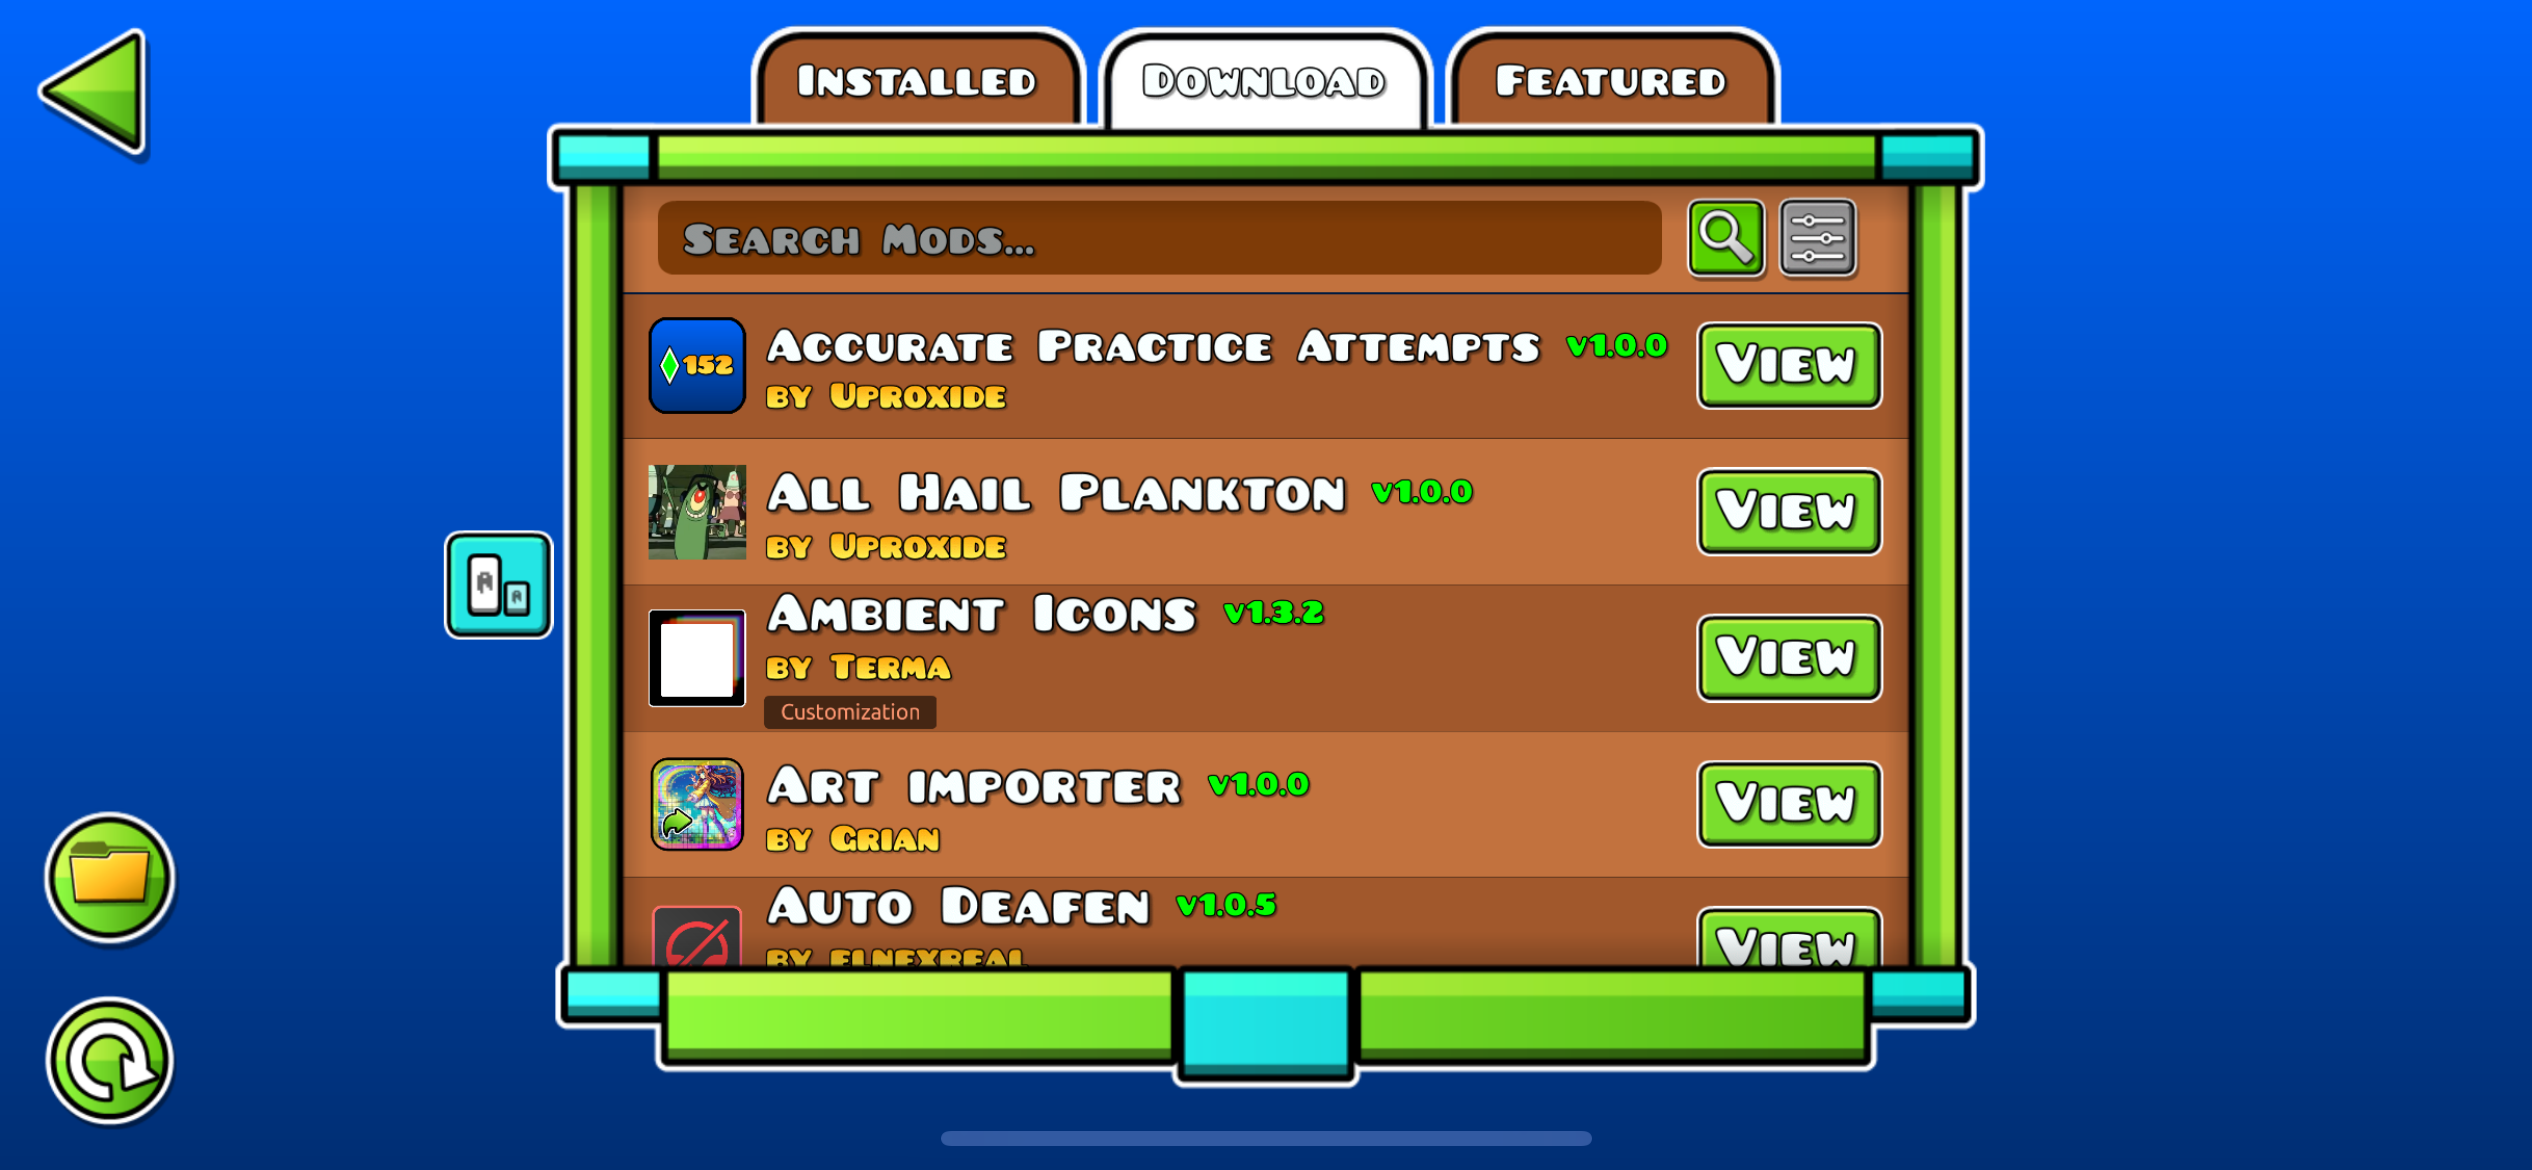 Installed
Download
Featured
Search Mods...
152
Accurate Practice Attempts v1.0.0
by Uproxide
View
All Hail Plankton v1.0.0
by Uproxide
View
Ambient Icons v1.3.2
by Terma
Customization
View
Art importer v1.0.0
by Grian
View
Auto Deafen v1.0.5
by elnexreal
View